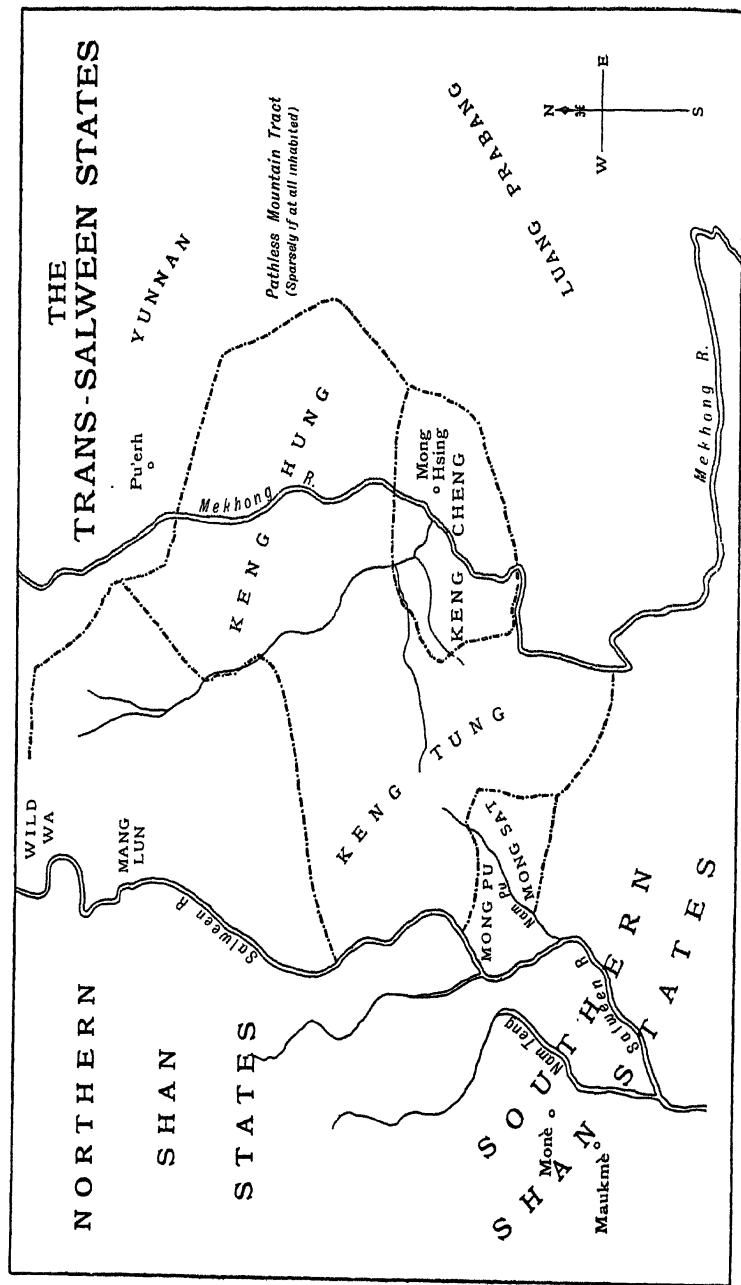 THE
TRANS-SALWEEN STATES
NORTHERN
SHAN
STATES
WILD
WA
MANG
LUN
Salween R
Pu'erh
YUNNAN
Pathless Mountain Tract
(Sparsely if at all inhabited)
Mekhong R.
KENG HUNG
Mong
Hsing
KENG CHENG
KENG TUNG
LUANG PRABANG
N
W E
S
MONG PU
MONG SAT
Nam Pu
Nam Teng
Salween R
SOUTHERN
SHAN STATES
Monè
Maukmè
Mekhong R.